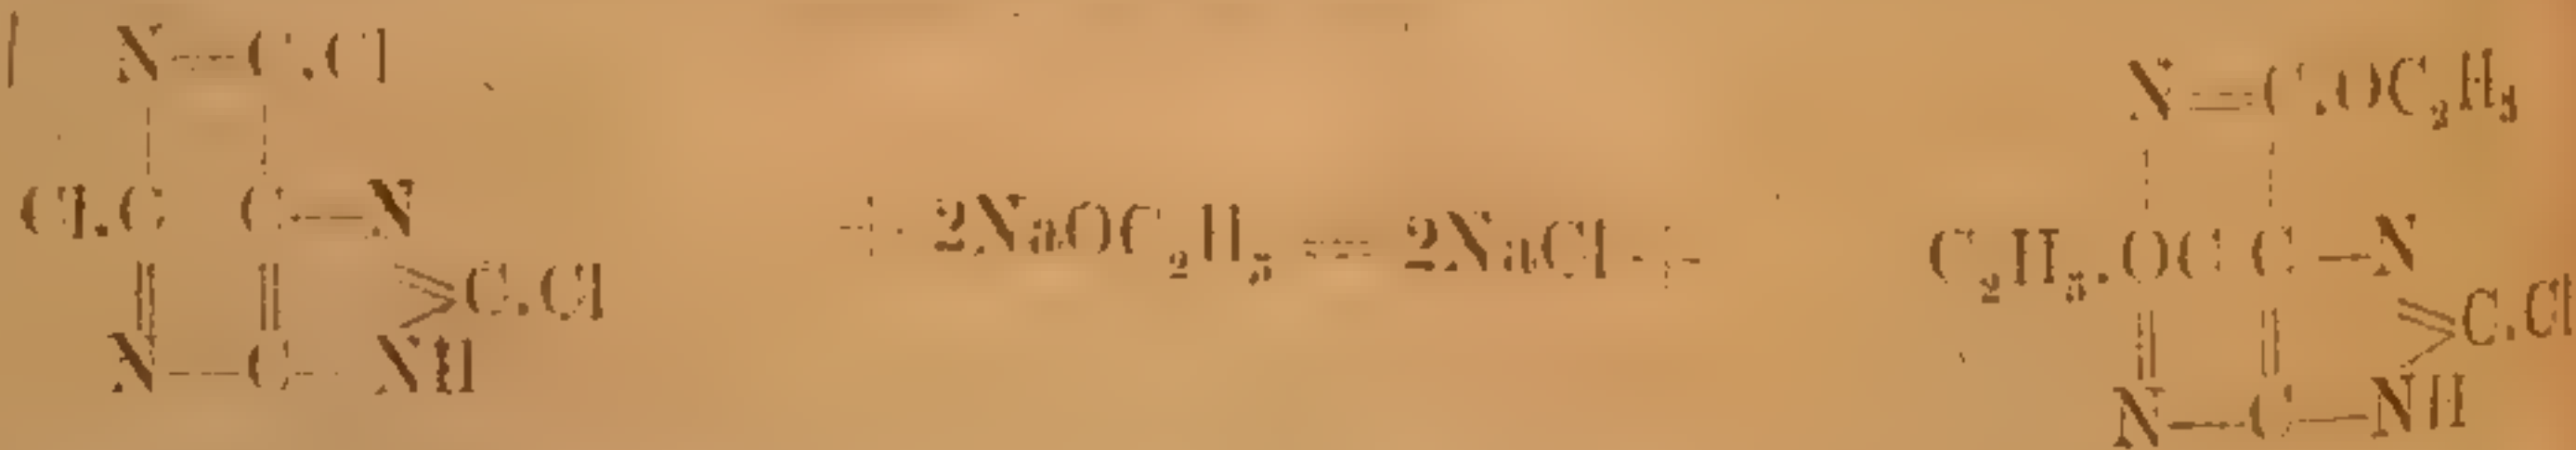 N—C.Cl N=C.OC₂H₅
Cl.C C—N + 2NaOC₂H₅ = 2NaCl + C₂H₅.OC C—N
>C.Cl >C.Cl
N—C—NH N—C—NH